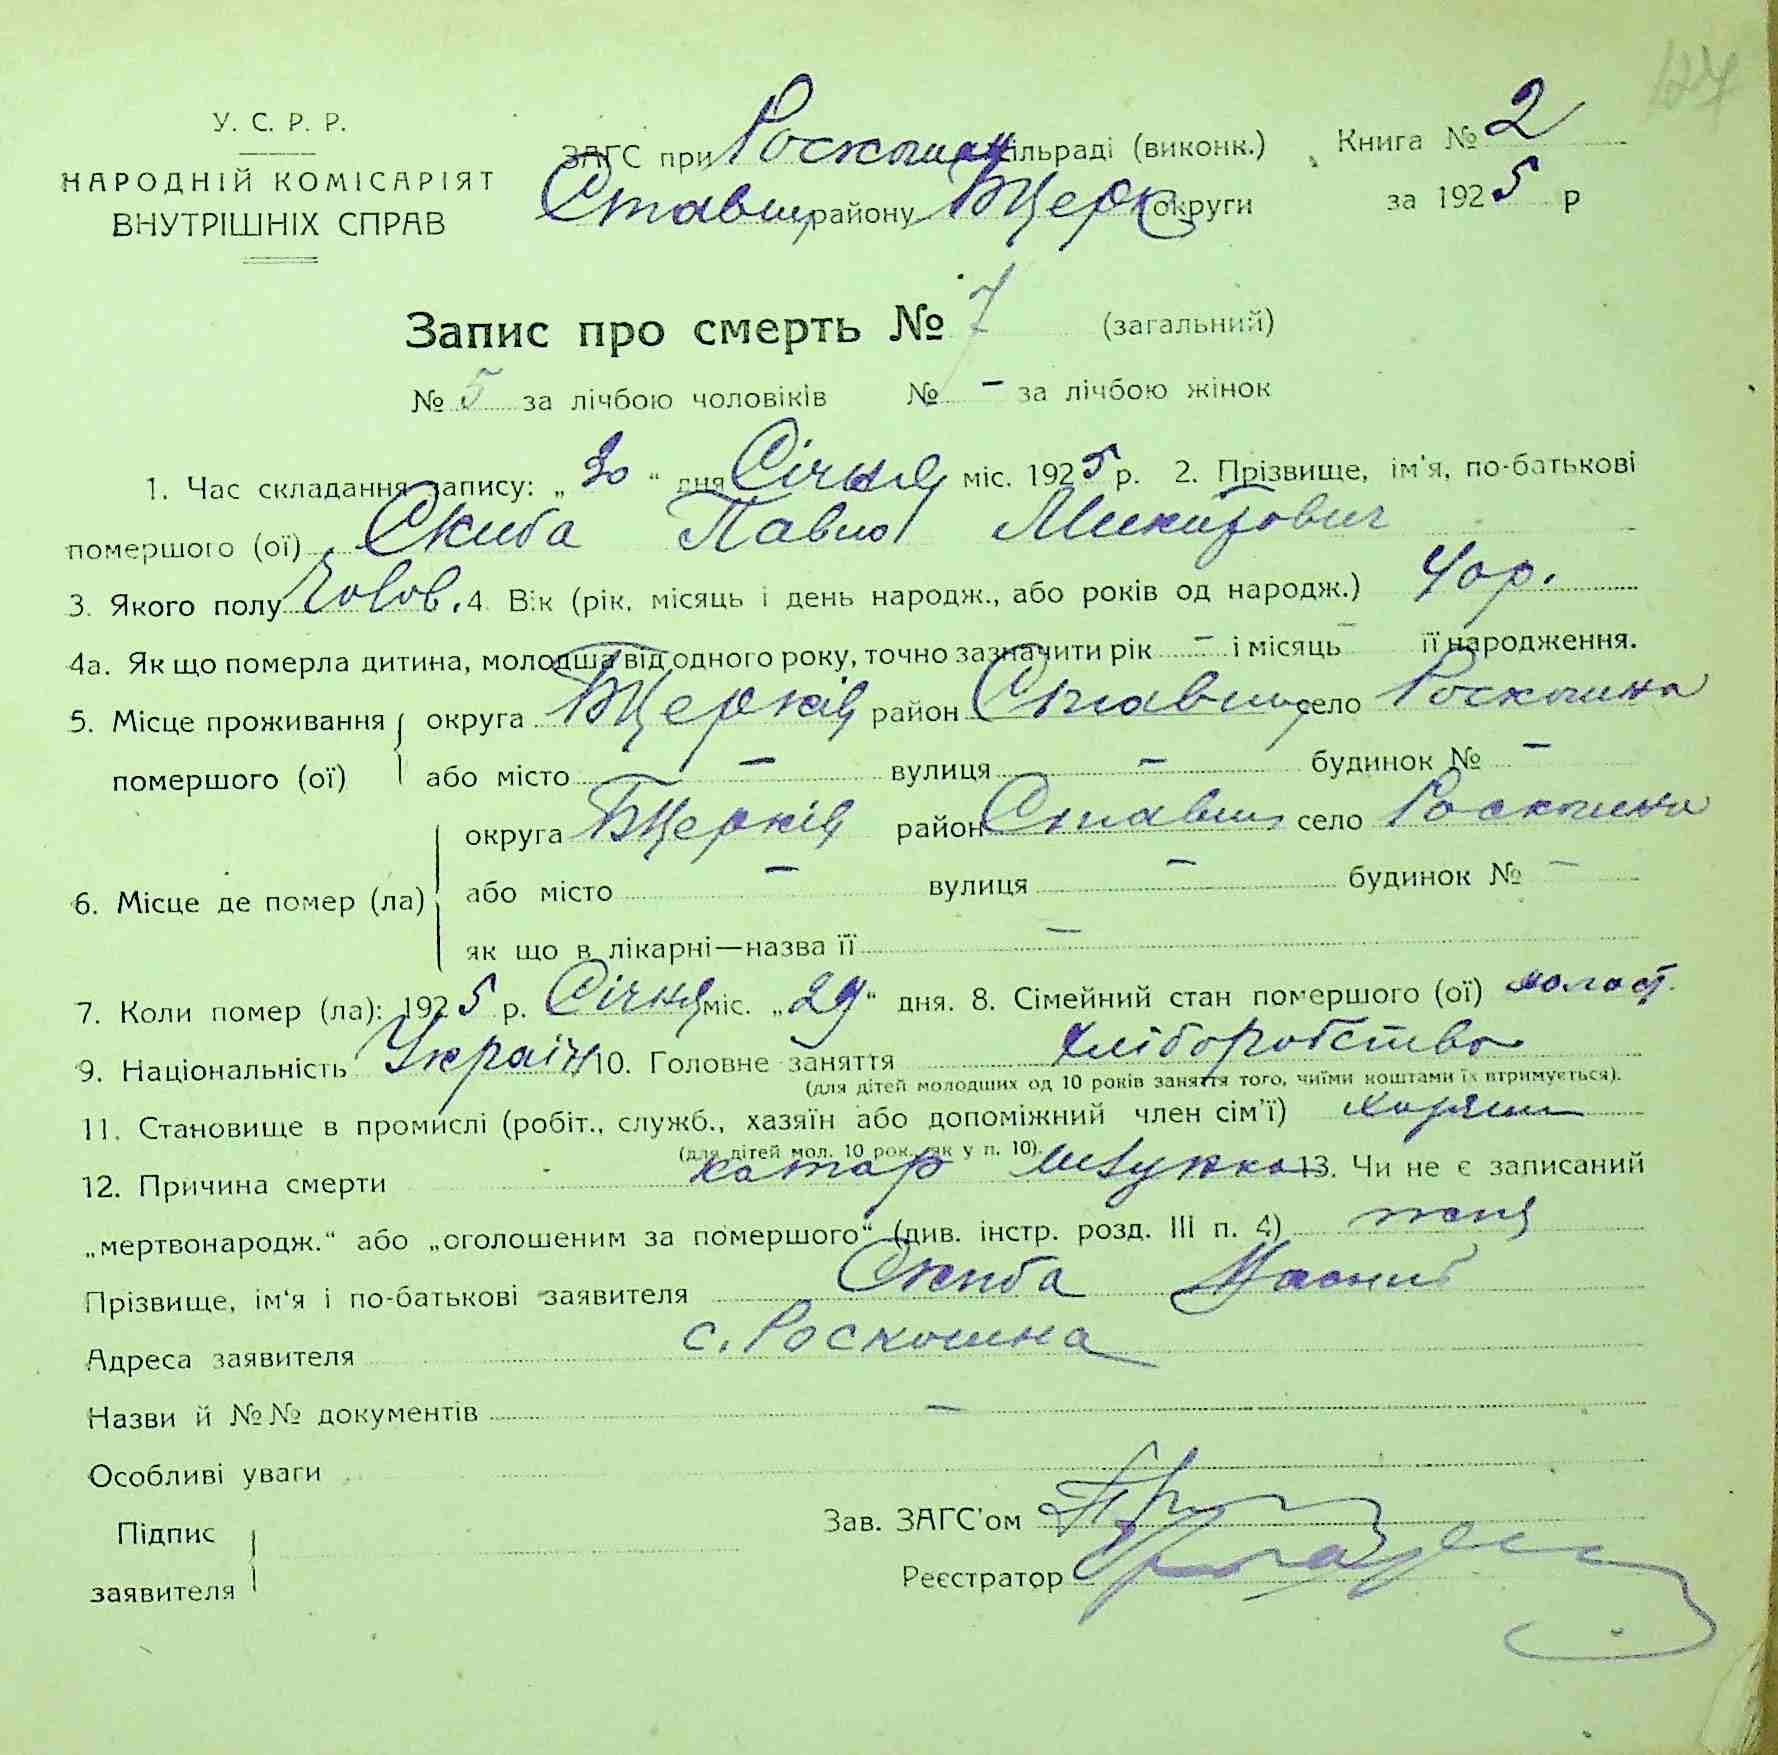 127
У. С. Р. Р.
НАРОДНІЙ КОМІСАРІЯТ
ВНУТРІШНІХ СПРАВ
ЗАГС при Роскошн сільраді (виконк.) Книга № 2
Ставищ району БЦерк округи за 1925 р
Запис про смерть № 7 (загальний)
№ 5 за лічбою чоловіків № – за лічбою жінок
1. Час складання запису: „30“ дня Січня міс. 1925 р. 2. Прізвище, ім'я, по-батькові
помершого (ої) Скиба Павло Микитович
3. Якого полу Чолов. 4. Вік (рік, місяць і день народж., або років од народж.) 40 р.
4а. Як що померла дитина, молодша від одного року, точно зазначити рік – і місяць – її народження.
5. Місце проживання округа БЦерків район Ставищ село Роскошна
помершого (ої) або місто – вулиця – будинок № –
округа БЦерків район Ставищ село Роскошна
6. Місце де помер (ла) або місто – вулиця – будинок № –
як що в лікарні—назва її –
7. Коли помер (ла): 1925 р. Січня міс. „29“ дня. 8. Сімейний стан помершого (ої) холост.
9. Національність Україн 10. Головне заняття хліборобство
(для дітей молодших од 10 років заняття того, чиїми коштами їх втримується).
11. Становище в промислі (робіт., служб., хазяїн або допоміжний член сім'ї) хазяин
(для дітей мол. 10 рок., як у п. 10).
12. Причина смерти катар шлунка 13. Чи не є записаний
„мертвонародж.“ або „оголошеним за помершого“ (див. інстр. розд. III п. 4)
Прізвище, ім'я і по-батькові заявителя Скиба
Адреса заявителя с. Роскошна
Назви й №№ документів –
Особливі уваги
Підпис
заявителя
Зав. ЗАГС'ом
Реєстратор